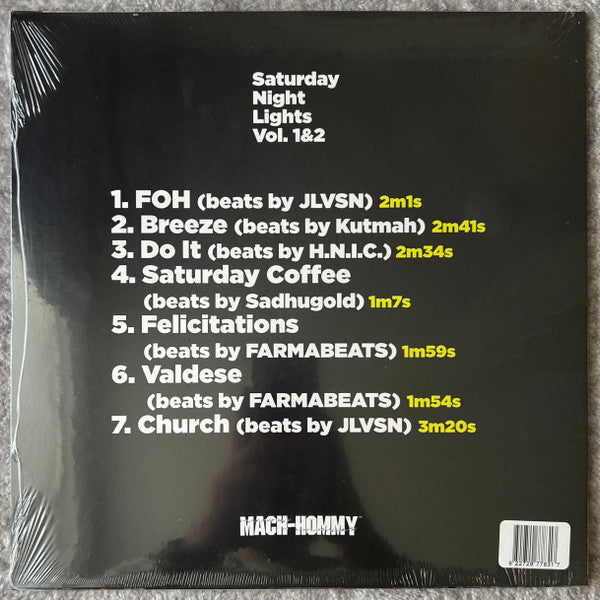 Saturday
Night
Lights
Vol. 1&2
1. FOH (beats by JLVSN) 2m1s
2. Breeze (beats by Kutmah) 2m41s
3. Do It (beats by H.N.I.C.) 2m34s
4. Saturday Coffee
(beats by Sadhugold) 1m7s
5. Felicitations
(beats by FARMABEATS) 1m59s
6. Valdese
(beats by FARMABEATS) 1m54s
7. Church (beats by JLVSN) 3m20s
MACH-HOMMY